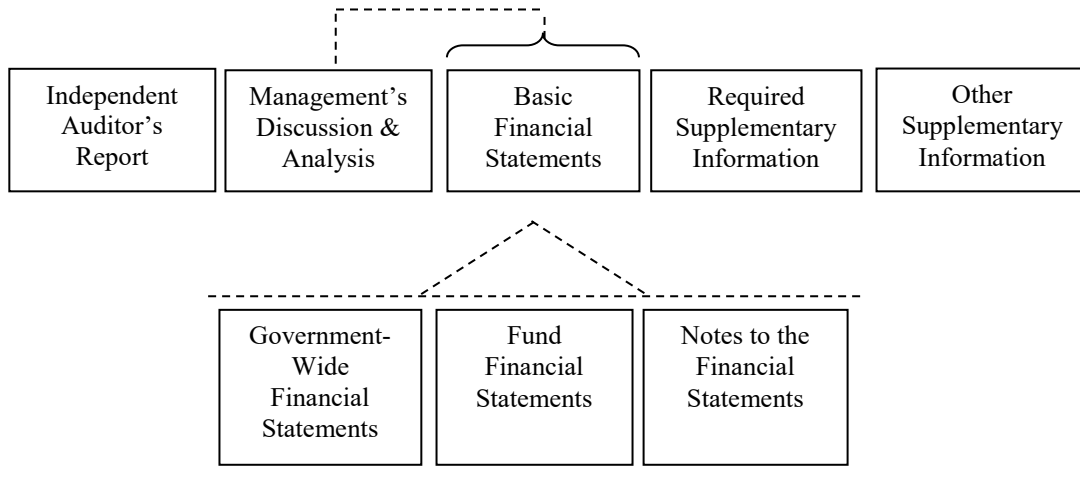 Independent
Auditor’s
Report
Management’s
Discussion &
Analysis
Basic
Financial
Statements
Required
Supplementary
Information
Other
Supplementary
Information
Government-
Wide
Financial
Statements
Fund
Financial
Statements
Notes to the
Financial
Statements